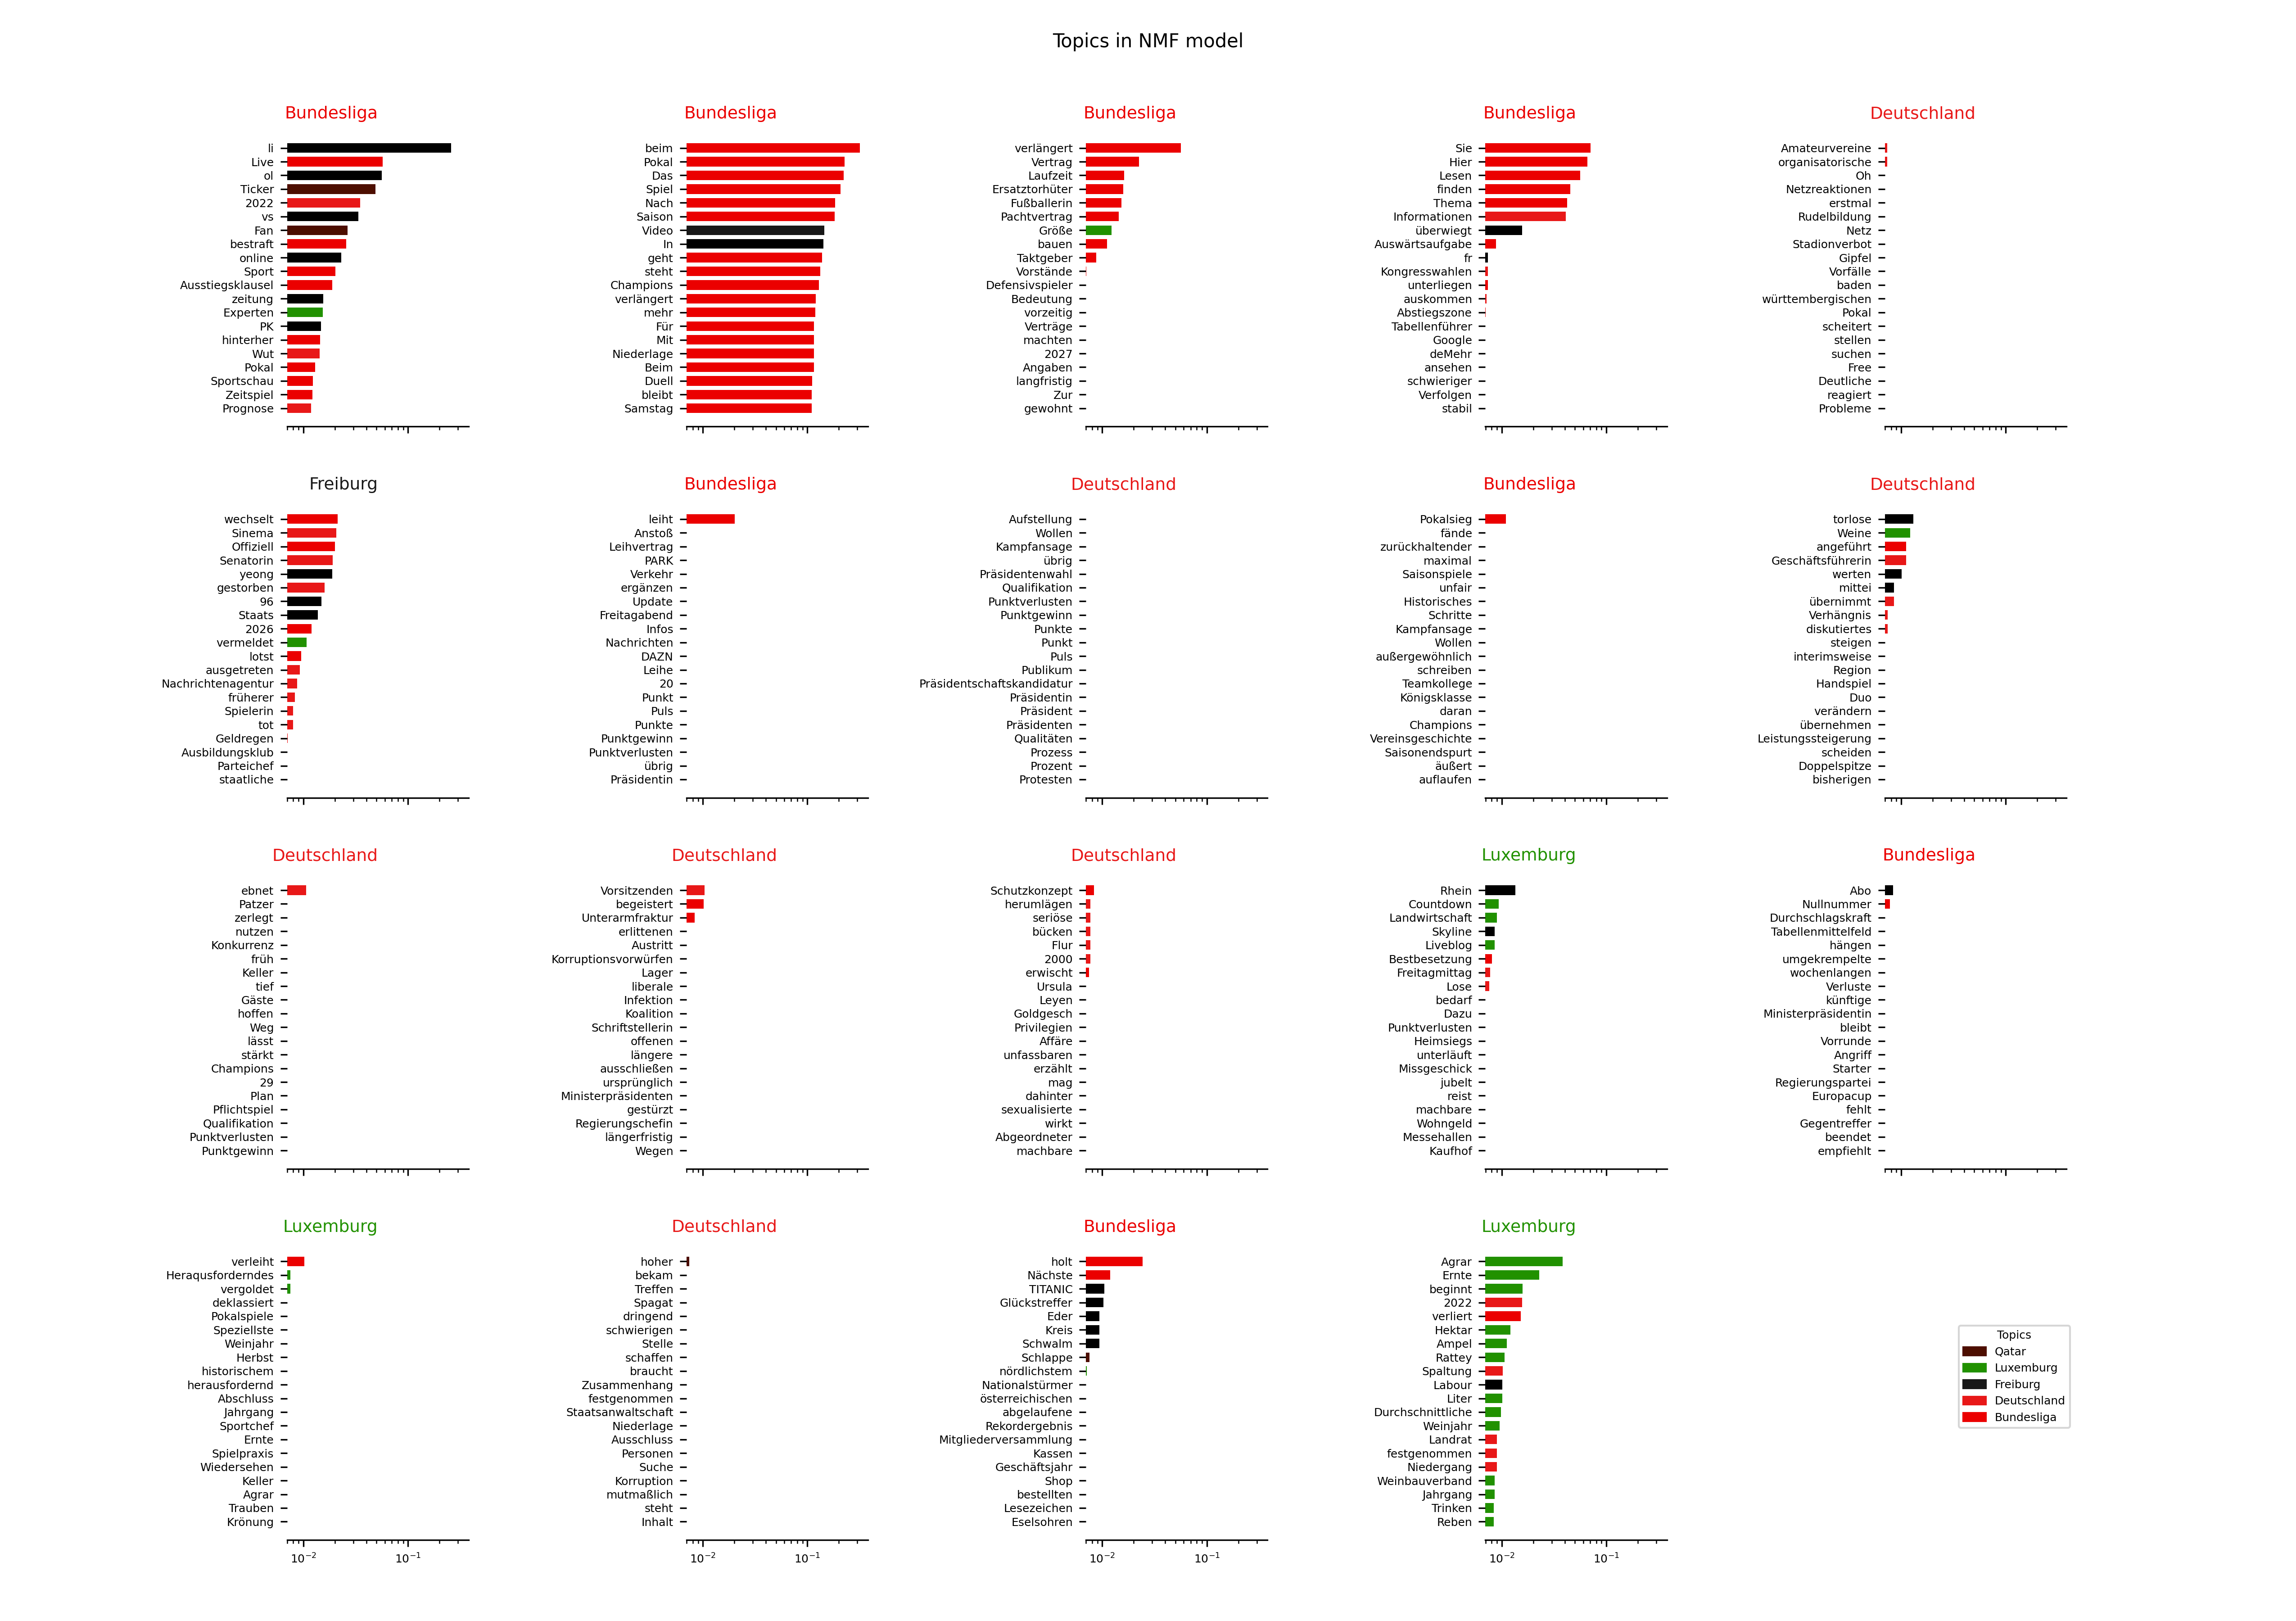 Topics in NMF model
Bundesliga
li
Live
ol
Ticker
2022
vs
Fan
bestraft
online
Sport
Ausstiegsklausel
zeitung
Experten
PK
hinterher
Wut
Pokal
Sportschau
Zeitspiel
Prognose
Bundesliga
beim
Pokal
Das
Spiel
Nach
Saison
Video
In
geht
steht
Champions
verlängert
mehr
Für
Mit
Niederlage
Beim
Duell
bleibt
Samstag
Bundesliga
verlängert
Vertrag
Laufzeit
Ersatztorhüter
Fußballerin
Pachtvertrag
Größe
bauen
Taktgeber
Vorstände
Defensivspieler
Bedeutung
vorzeitig
Verträge
machten
2027
Angaben
langfristig
Zur
gewohnt
Bundesliga
Sie
Hier
Lesen
finden
Thema
Informationen
überwiegt
Auswärtsaufgabe
fr
Kongresswahlen
unterliegen
auskommen
Abstiegszone
Tabellenführer
Google
deMehr
ansehen
schwieriger
Verfolgen
stabil
Deutschland
Amateurvereine
organisatorische
Oh
Netzreaktionen
erstmal
Rudelbildung
Netz
Stadionverbot
Gipfel
Vorfälle
baden
württembergischen
Pokal
scheitert
stellen
suchen
Free
Deutliche
reagiert
Probleme
Freiburg
wechselt
Sinema
Offiziell
Senatorin
yeong
gestorben
96
Staats
2026
vermeldet
lotst
ausgetreten
Nachrichtenagentur
früherer
Spielerin
tot
Geldregen
Ausbildungsklub
Parteichef
staatliche
Bundesliga
leiht
Anstoß
Leihvertrag
PARK
Verkehr
ergänzen
Update
Freitagabend
Infos
Nachrichten
DAZN
Leihe
20
Punkt
Puls
Punkte
Punktgewinn
Punktverlusten
übrig
Präsidentin
Deutschland
Aufstellung
Wollen
Kampfansage
übrig
Präsidentenwahl
Qualifikation
Punktverlusten
Punktgewinn
Punkte
Punkt
Puls
Publikum
Präsidentschaftskandidatur
Präsidentin
Präsident
Präsidenten
Qualitäten
Prozess
Prozent
Protesten
Bundesliga
Pokalsieg
fände
zurückhaltender
maximal
Saisonspiele
unfair
Historisches
Schritte
Kampfansage
Wollen
außergewöhnlich
schreiben
Teamkollege
Königsklasse
daran
Champions
Vereinsgeschichte
Saisonendspurt
äußert
auflaufen
Deutschland
torlose
Weine
angeführt
Geschäftsführerin
werten
mittei
übernimmt
Verhängnis
diskutiertes
steigen
interimsweise
Region
Handspiel
Duo
verändern
übernehmen
Leistungssteigerung
scheiden
Doppelspitze
bisherigen
Deutschland
ebnet
Patzer
zerlegt
nutzen
Konkurrenz
früh
Keller
tief
Gäste
hoffen
Weg
lässt
stärkt
Champions
29
Plan
Pflichtspiel
Qualifikation
Punktverlusten
Punktgewinn
Deutschland
Vorsitzenden
begeistert
Unterarmfraktur
erlittenen
Austritt
Korruptionsvorwürfen
Lager
liberale
Infektion
Koalition
Schriftstellerin
offenen
längere
ausschließen
ursprünglich
Ministerpräsidenten
gestürzt
Regierungschefin
längerfristig
Wegen
Deutschland
Schutzkonzept
herumlägen
seriöse
bücken
Flur
2000
erwischt
Ursula
Leyen
Goldgesch
Privilegien
Affäre
unfassbaren
erzählt
mag
dahinter
sexualisierte
wirkt
Abgeordneter
machbare
Luxemburg
Rhein
Countdown
Landwirtschaft
Skyline
Liveblog
Bestbesetzung
Freitagmittag
Lose
bedarf
Dazu
Punktverlusten
Heimsiegs
unterläuft
Missgeschick
jubelt
reist
machbare
Wohngeld
Messehallen
Kaufhof
Bundesliga
Abo
Nullnummer
Durchschlagskraft
Tabellenmittelfeld
hängen
umgekrempelte
wochenlangen
Verluste
künftige
Ministerpräsidentin
bleibt
Vorrunde
Angriff
Starter
Regierungspartei
Europacup
fehlt
Gegentreffer
beendet
empfiehlt
Luxemburg
verleiht
Heraqusforderndes
vergoldet
deklassiert
Pokalspiele
Speziellste
Weinjahr
Herbst
historischem
herausfordernd
Abschluss
Jahrgang
Sportchef
Ernte
Spielpraxis
Wiedersehen
Keller
Agrar
Trauben
Krönung
10⁻² 10⁻¹
Deutschland
hoher
bekam
Treffen
Spagat
dringend
schwierigen
Stelle
schaffen
braucht
Zusammenhang
festgenommen
Staatsanwaltschaft
Niederlage
Ausschluss
Personen
Suche
Korruption
mutmaßlich
steht
Inhalt
10⁻² 10⁻¹
Bundesliga
holt
Nächste
TITANIC
Glückstreffer
Eder
Kreis
Schwalm
Schlappe
nördlichstem
Nationalstürmer
österreichischen
abgelaufene
Rekordergebnis
Mitgliederversammlung
Kassen
Geschäftsjahr
Shop
bestellten
Lesezeichen
Eselsohren
10⁻² 10⁻¹
Luxemburg
Agrar
Ernte
beginnt
2022
verliert
Hektar
Ampel
Rattey
Spaltung
Labour
Liter
Durchschnittliche
Weinjahr
Landrat
festgenommen
Niedergang
Weinbauverband
Jahrgang
Trinken
Reben
10⁻² 10⁻¹
Topics
Qatar
Luxemburg
Freiburg
Deutschland
Bundesliga